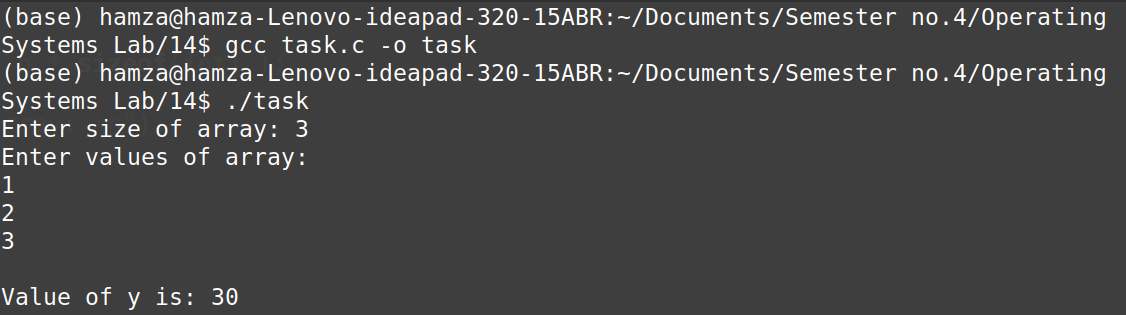 (base) hamza@hamza-Lenovo-ideapad-320-15ABR:~/Documents/Semester no.4/Operating
Systems Lab/14$ gcc task.c -o task
(base) hamza@hamza-Lenovo-ideapad-320-15ABR:~/Documents/Semester no.4/Operating
Systems Lab/14$ ./task
Enter size of array: 3
Enter values of array:
1
2
3
Value of y is: 30